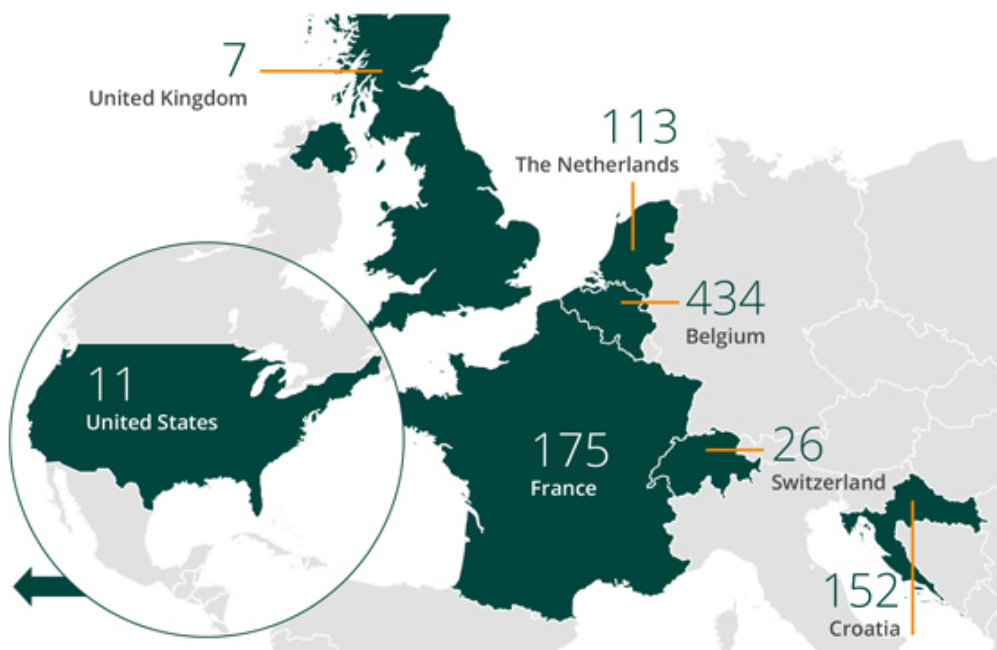 7
United Kingdom
113
The Netherlands
434
Belgium
11
United States
175
France
26
Switzerland
152
Croatia